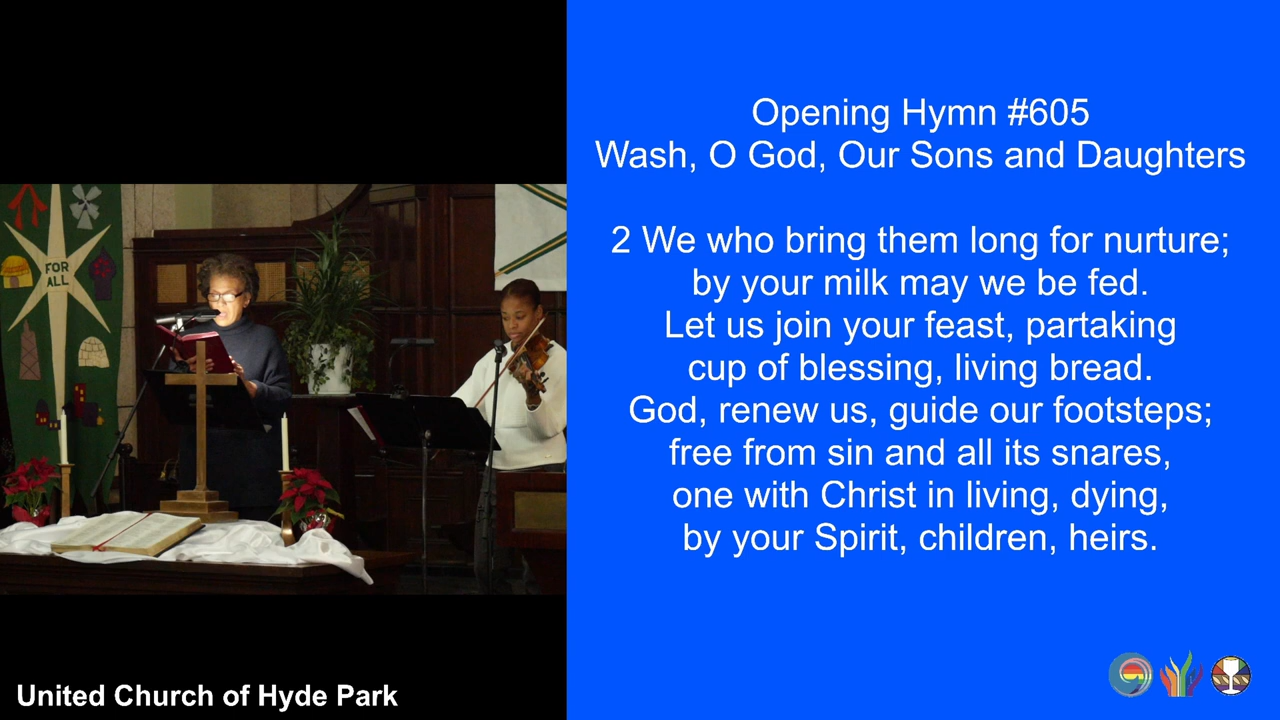 Opening Hymn #605
Wash, O God, Our Sons and Daughters
2 We who bring them long for nurture;
by your milk may we be fed.
Let us join your feast, partaking
cup of blessing, living bread.
God, renew us, guide our footsteps;
free from sin and all its snares,
one with Christ in living, dying,
by your Spirit, children, heirs.
FOR
ALL
United Church of Hyde Park